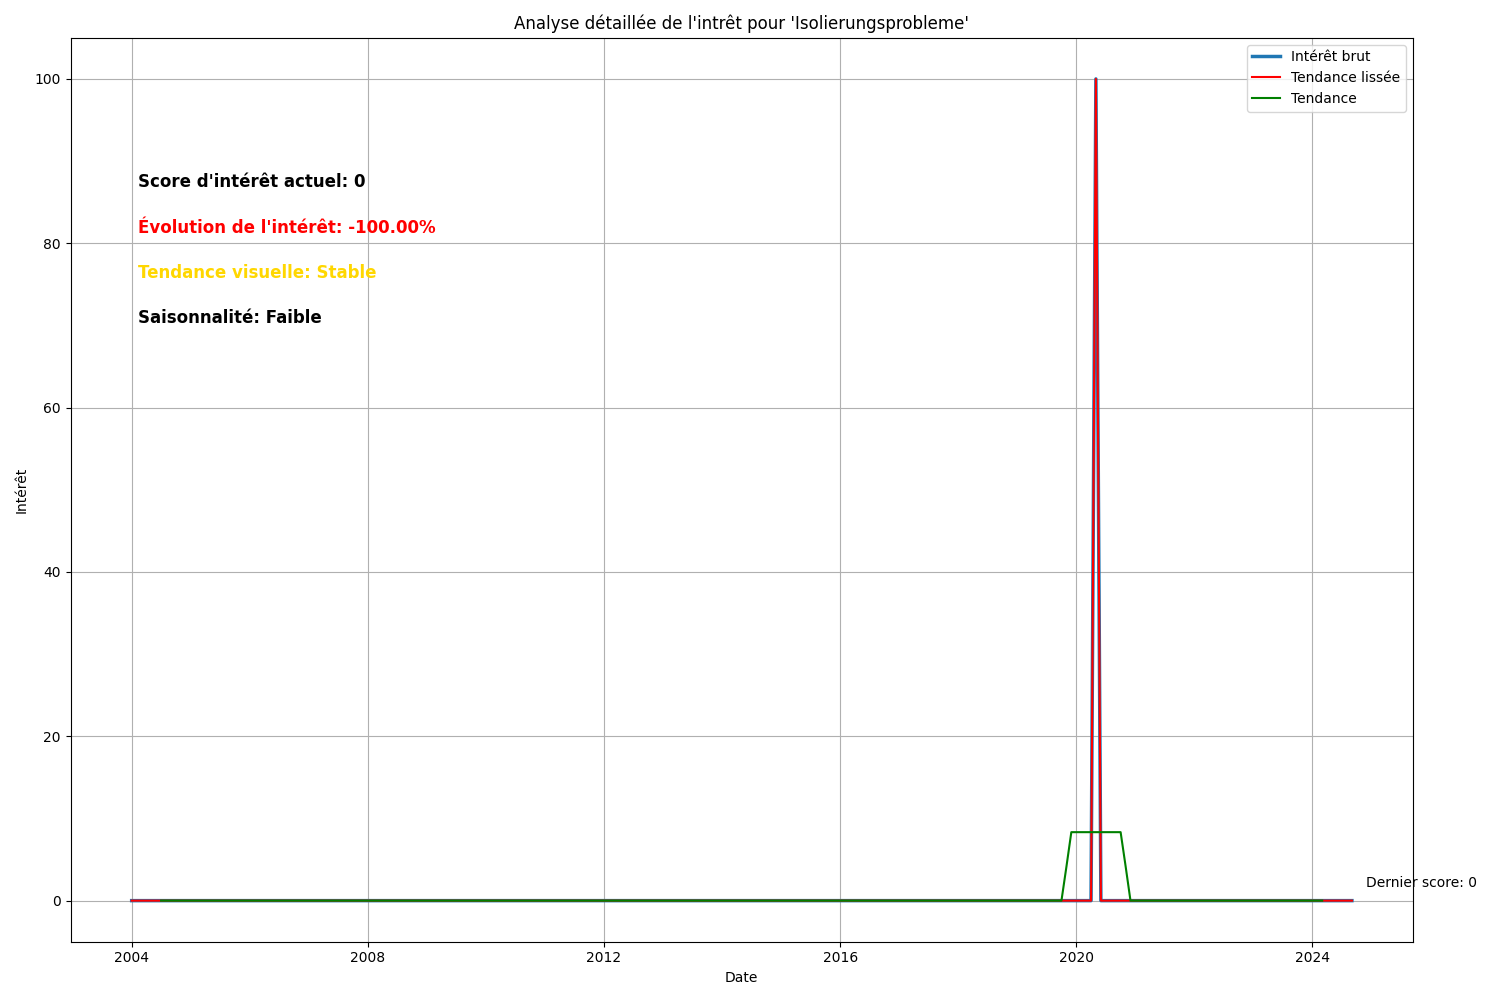 Analyse détaillée de l'intrêt pour 'Isolierungsprobleme'
Intérêt brut
Tendance lissée
Tendance
Score d'intérêt actuel: 0
Évolution de l'intérêt: -100.00%
Tendance visuelle: Stable
Saisonnalité: Faible
100
80
60
40
20
0
Intérêt
Dernier score: 0
2004 2008 2012 2016 2020 2024
Date